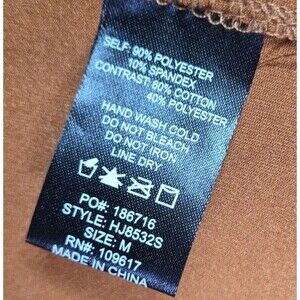 SELF: 90% POLYESTER
10% SPANDEX
CONTRAST: 60% COTTON
40% POLYESTER
HAND WASH COLD
DO NOT BLEACH
DO NOT IRON
LINE DRY
PO#: 186716
STYLE: HJ8532S
SIZE: M
RN#: 109617
MADE IN CHINA